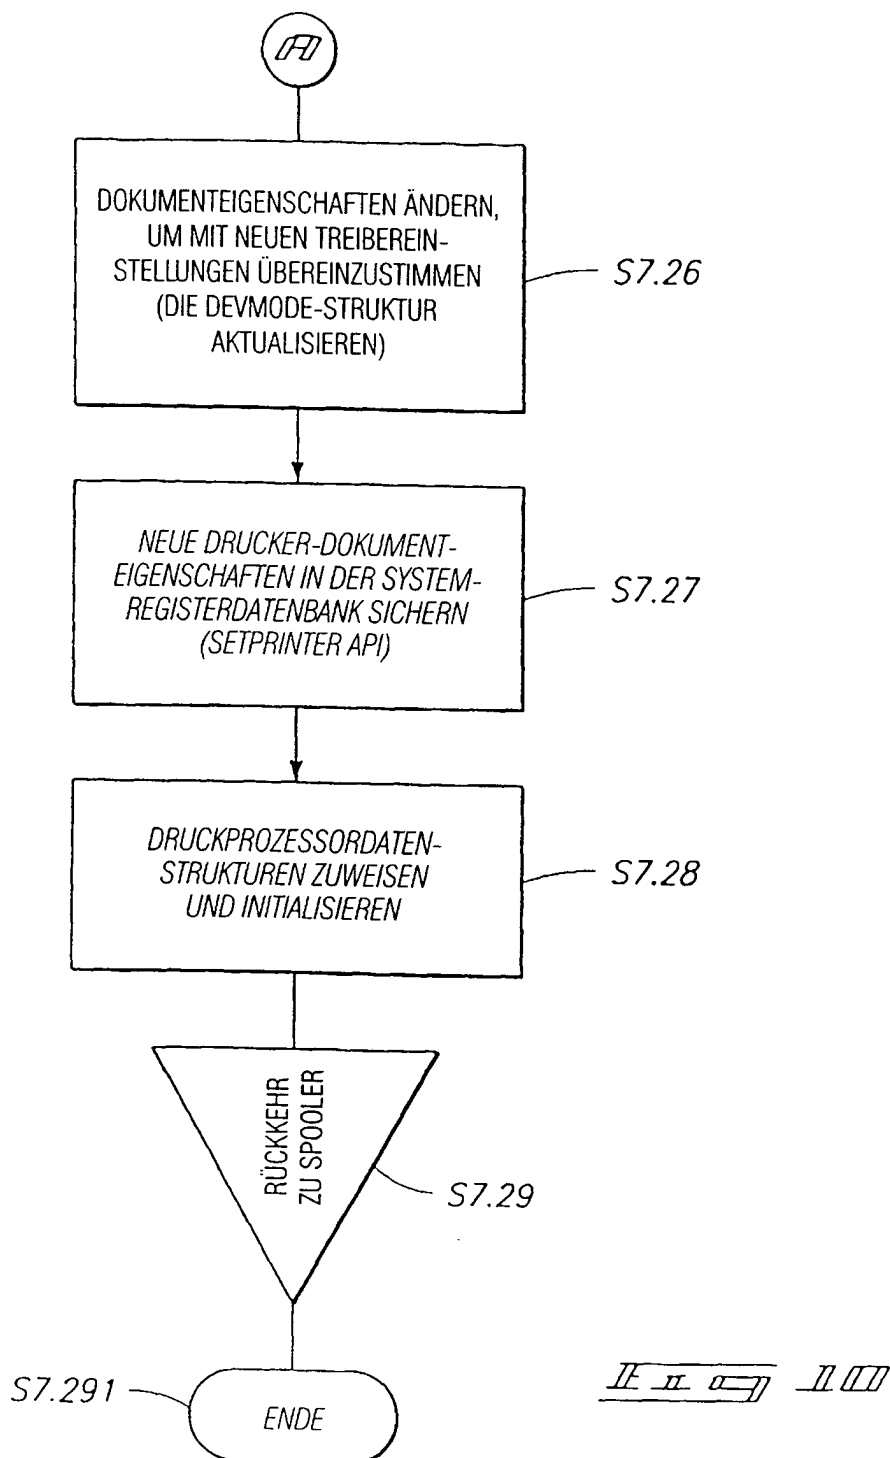 A
DOKUMENTEIGENSCHAFTEN ÄNDERN,
UM MIT NEUEN TREIBEREIN-
STELLUNGEN ÜBEREINZUSTIMMEN
(DIE DEVMODE-STRUKTUR
AKTUALISIEREN)
S7.26
NEUE DRUCKER-DOKUMENT-
EIGENSCHAFTEN IN DER SYSTEM-
REGISTERDATENBANK SICHERN
(SETPRINTER API)
S7.27
DRUCKPROZESSORDATEN-
STRUKTUREN ZUWEISEN
UND INITIALISIEREN
S7.28
RÜCKKEHR
ZU SPOOLER
S7.29
S7.291
ENDE
Fig 10